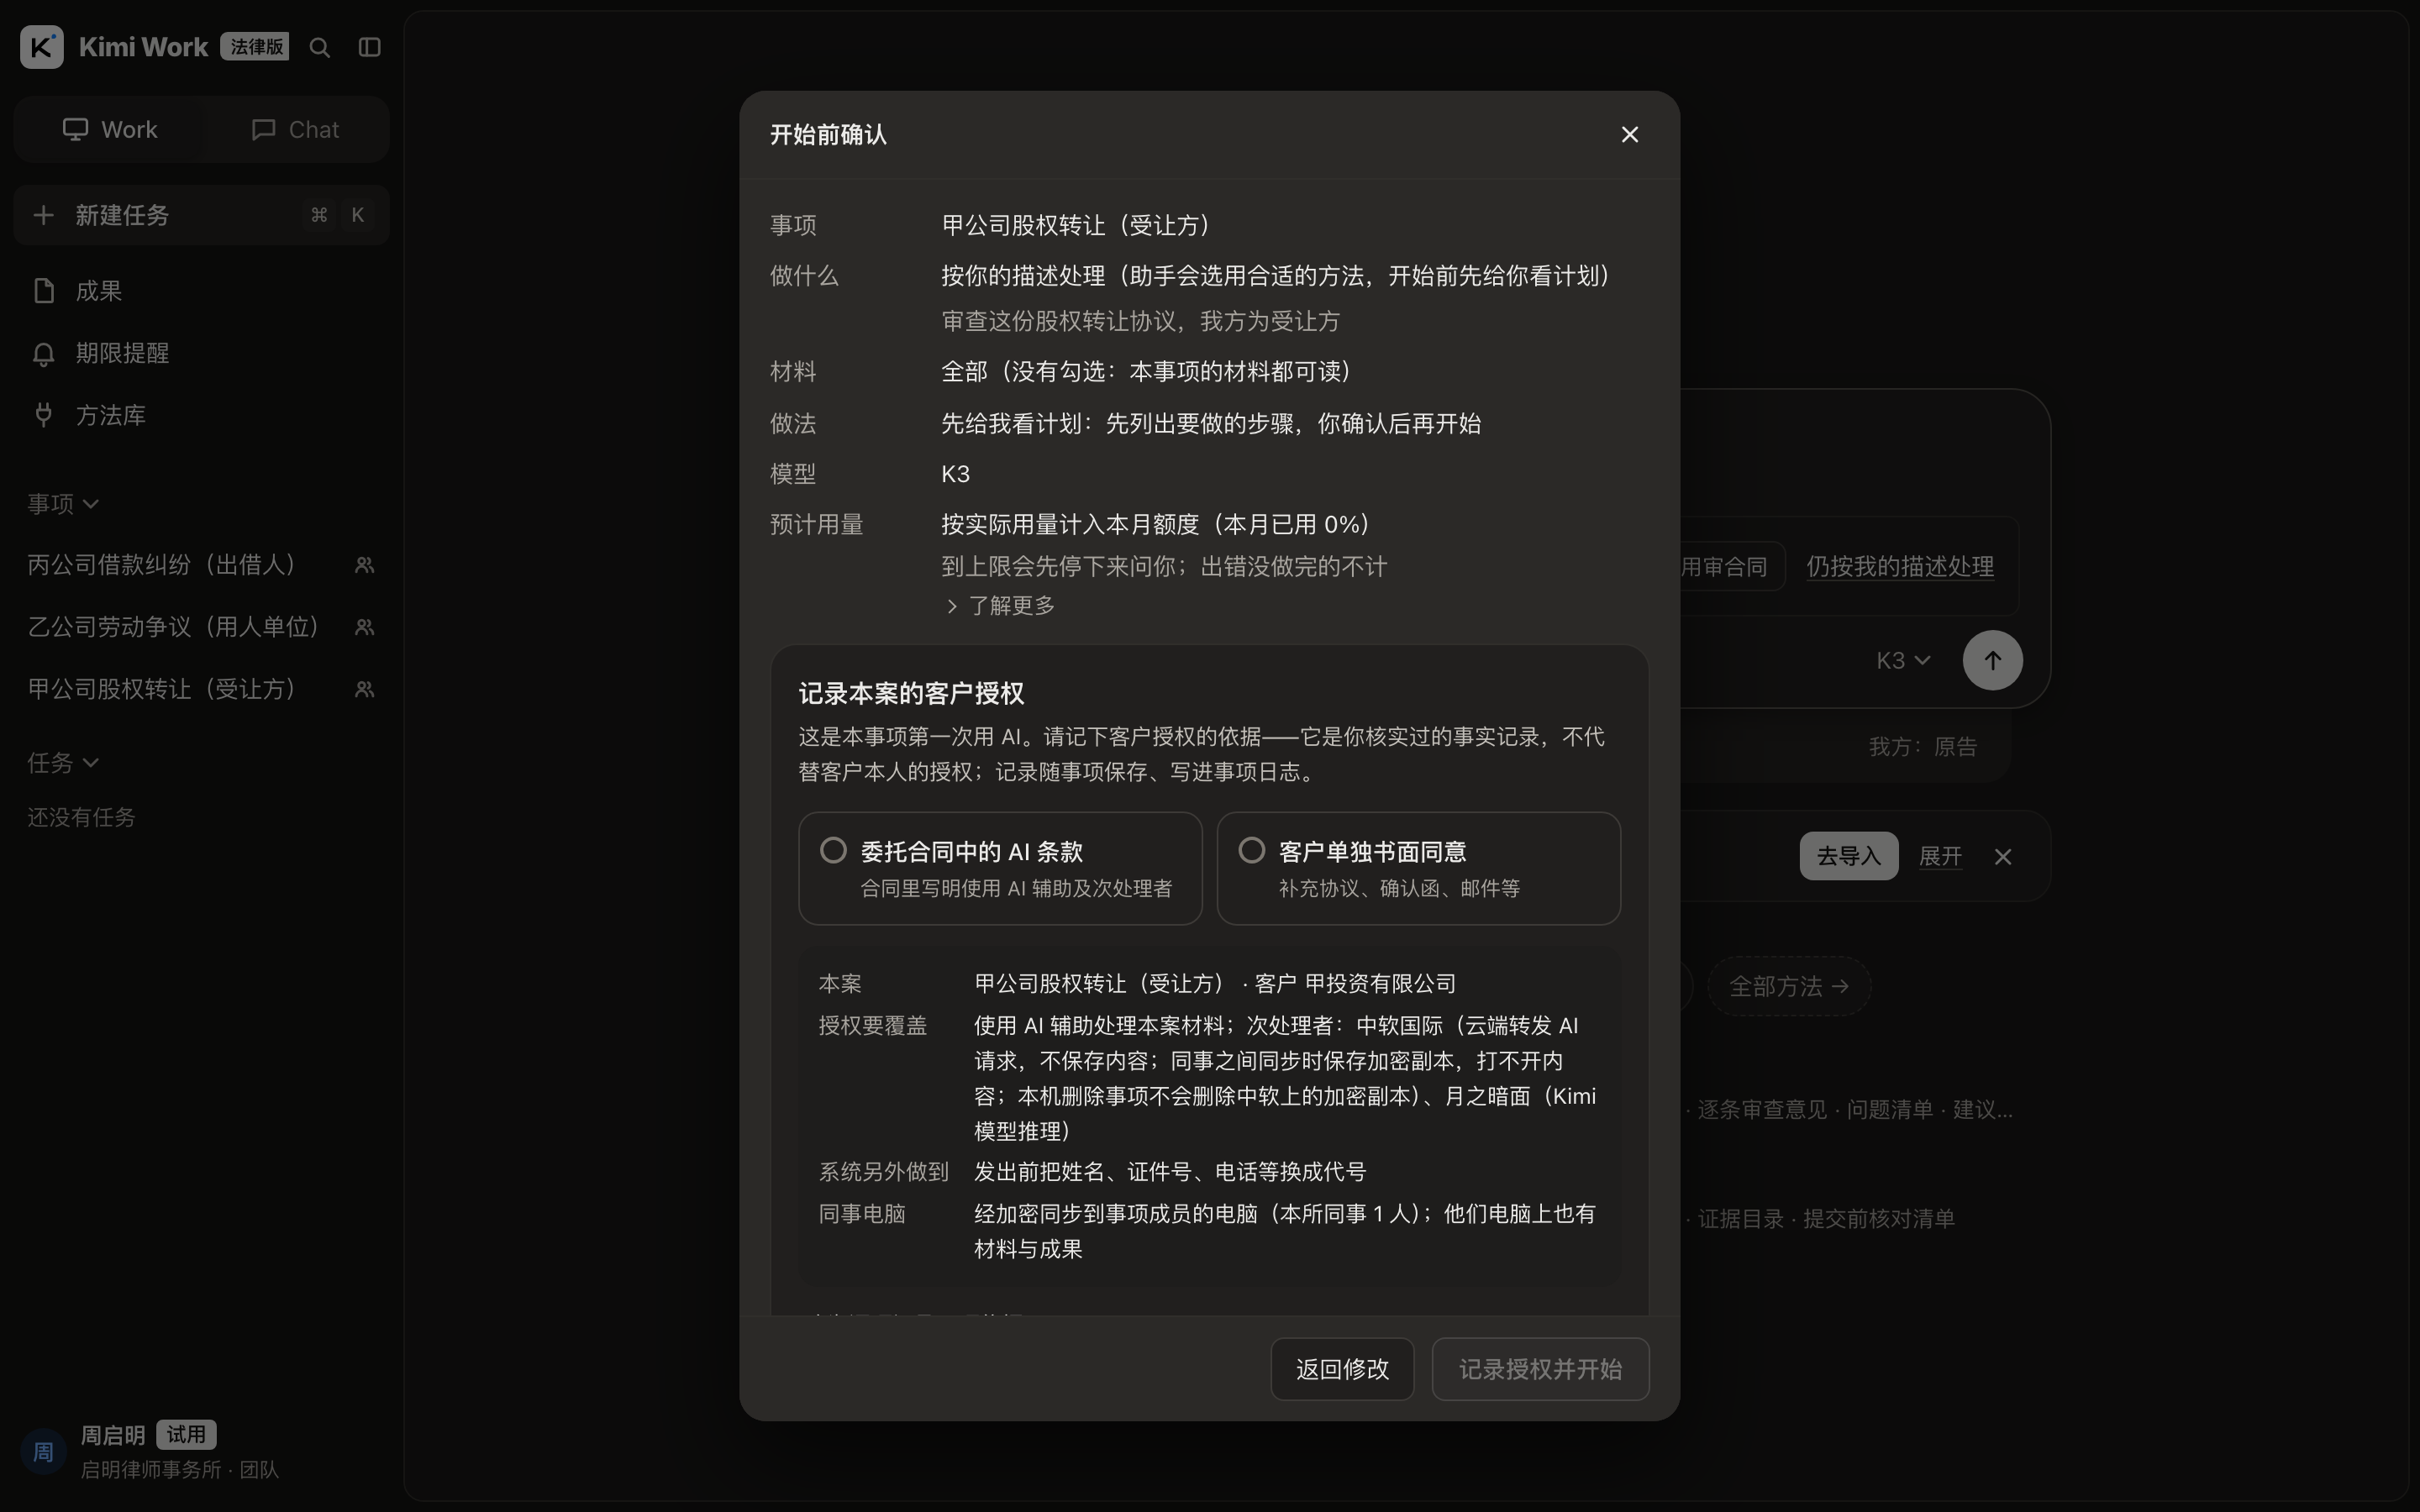 Kimi Work 法律版
Work
Chat
新建任务 ⌘ K
成果
期限提醒
方法库
事项
丙公司借款纠纷（出借人）
乙公司劳动争议（用人单位）
甲公司股权转让（受让方）
任务
还没有任务
周
周启明 试用
启明律师事务所 · 团队
开始前确认
事项 甲公司股权转让（受让方）
做什么 按你的描述处理（助手会选用合适的方法，开始前先给你看计划）
审查这份股权转让协议，我方为受让方
材料 全部（没有勾选：本事项的材料都可读）
做法 先给我看计划：先列出要做的步骤，你确认后再开始
模型 K3
预计用量 按实际用量计入本月额度（本月已用 0%）
到上限会先停下来问你；出错没做完的不计
了解更多
记录本案的客户授权
这是本事项第一次用 AI。请记下客户授权的依据——它是你核实过的事实记录，不代
替客户本人的授权；记录随事项保存、写进事项日志。
委托合同中的 AI 条款
合同里写明使用 AI 辅助及次处理者
客户单独书面同意
补充协议、确认函、邮件等
本案 甲公司股权转让（受让方） · 客户 甲投资有限公司
授权要覆盖 使用 AI 辅助处理本案材料；次处理者：中软国际（云端转发 AI
请求，不保存内容；同事之间同步时保存加密副本，打不开内
容；本机删除事项不会删除中软上的加密副本）、月之暗面（Kimi
模型推理）
系统另外做到 发出前把姓名、证件号、电话等换成代号
同事电脑 经加密同步到事项成员的电脑（本所同事 1 人）；他们电脑上也有
材料与成果
返回修改
记录授权并开始
用审合同
仍按我的描述处理
K3
我方：原告
去导入
展开
全部方法 →
· 逐条审查意见 · 问题清单 · 建议…
· 证据目录 · 提交前核对清单